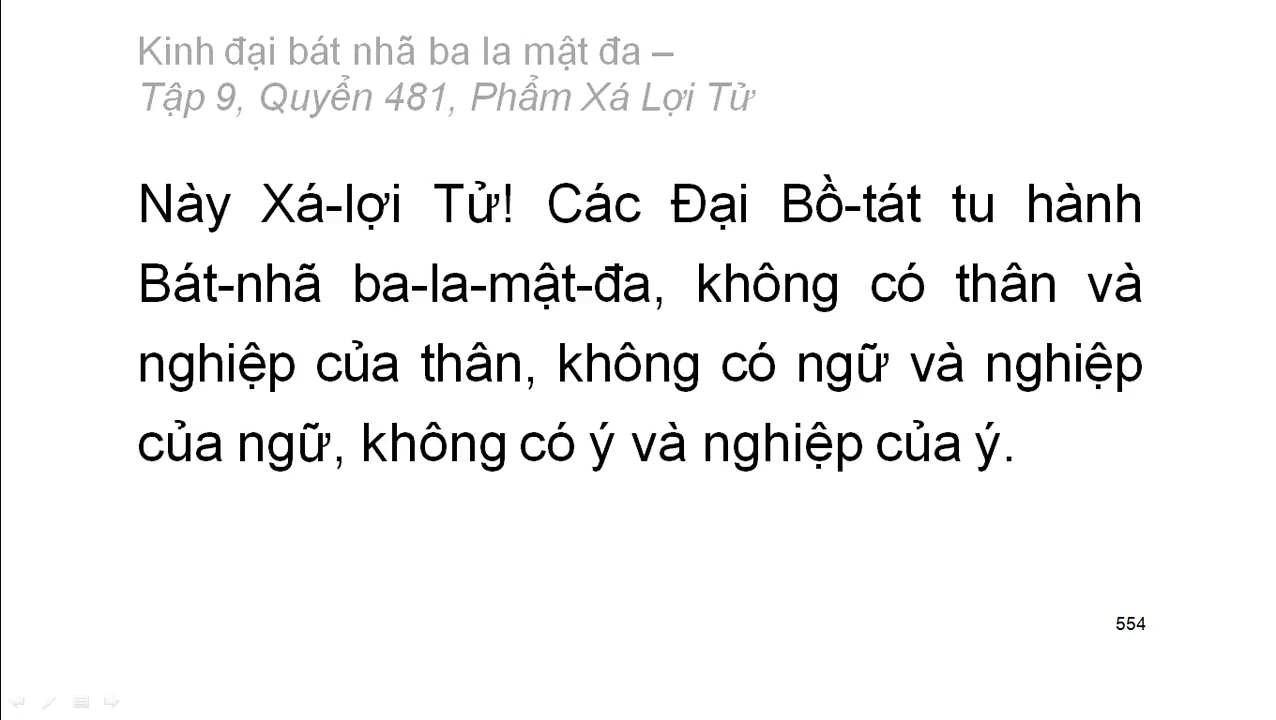 Kinh đại bát nhã ba la mật đa –
Tập 9, Quyển 481, Phẩm Xá Lợi Tử
Này Xá-lợi Tử! Các Đại Bồ-tát tu hành
Bát-nhã ba-la-mật-đa, không có thân và
nghiệp của thân, không có ngữ và nghiệp
của ngữ, không có ý và nghiệp của ý.
554